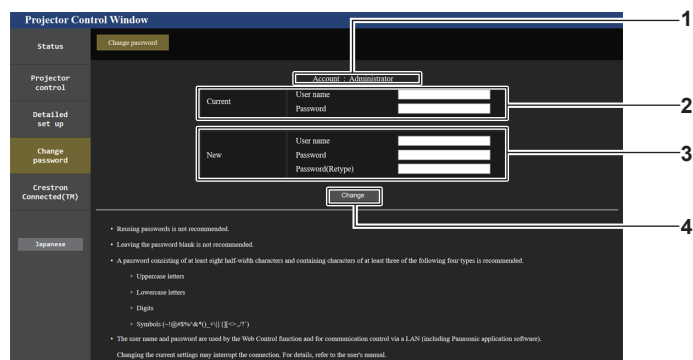 Projector Control Window
1
Status
Change password
Account : Administrator
Projector
control
Current
User name
Password
2
Detailed
set up
New
User name
Password
Password(Retype)
3
Change
password
Change
4
Crestron
Connected(TM)
Japanese
• Reusing passwords is not recommended.
• Leaving the password blank is not recommended.
• A password consisting of at least eight half-width characters and containing characters of at least three of the following four types is recommended.
• Uppercase letters
• Lowercase letters
• Digits
• Symbols (~!@#$%^&*()_+\|}{][<>.,/?`)
• The user name and password are used by the Web Control function and for communication control via a LAN (including Panasonic application software).
Changing the current settings may interrupt the connection. For details, refer to the user's manual.